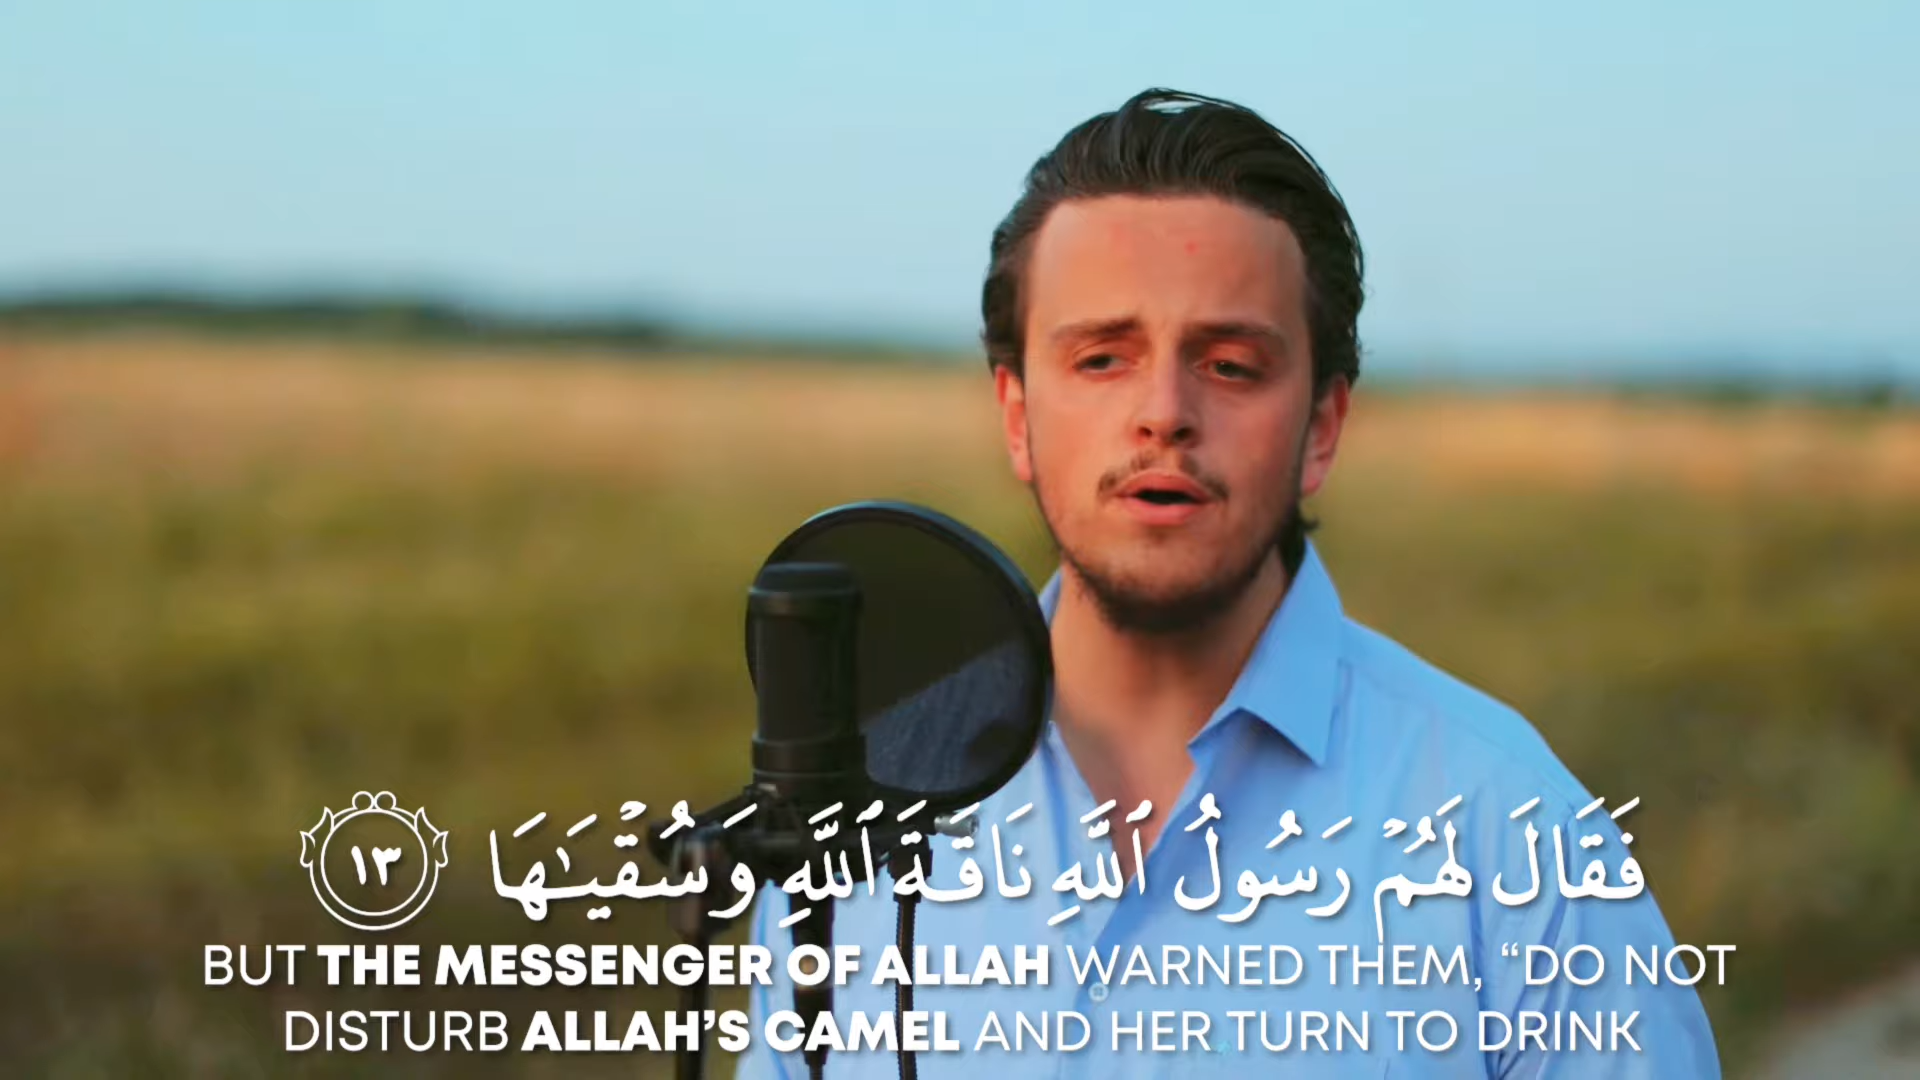 فَقَالَ لَهُمْ رَسُولُ ٱللَّهِ نَاقَةَ ٱللَّهِ وَسُقْيَـٰهَا ١٣
BUT THE MESSENGER OF ALLAH WARNED THEM, “DO NOT
DISTURB ALLAH’S CAMEL AND HER TURN TO DRINK